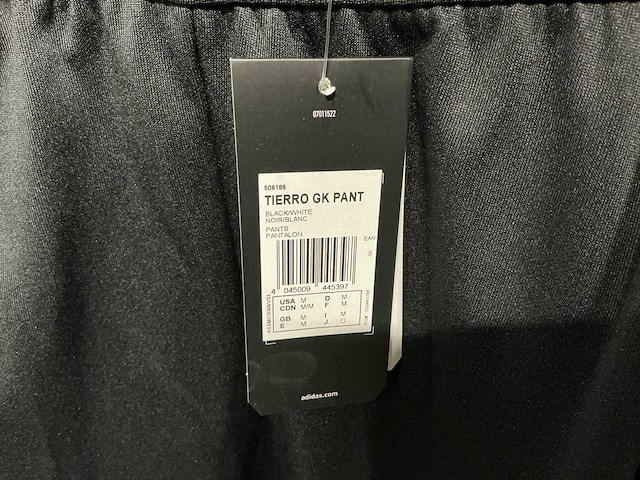 07011522
506186
TIERRO GK PANT
BLACK/WHITE
NOIR/BLANC
PANTS
PANTALON
EAN
4 045009 445397
USA M D M
CDN M/M F M
GB M I M
E M J O
adidas.com